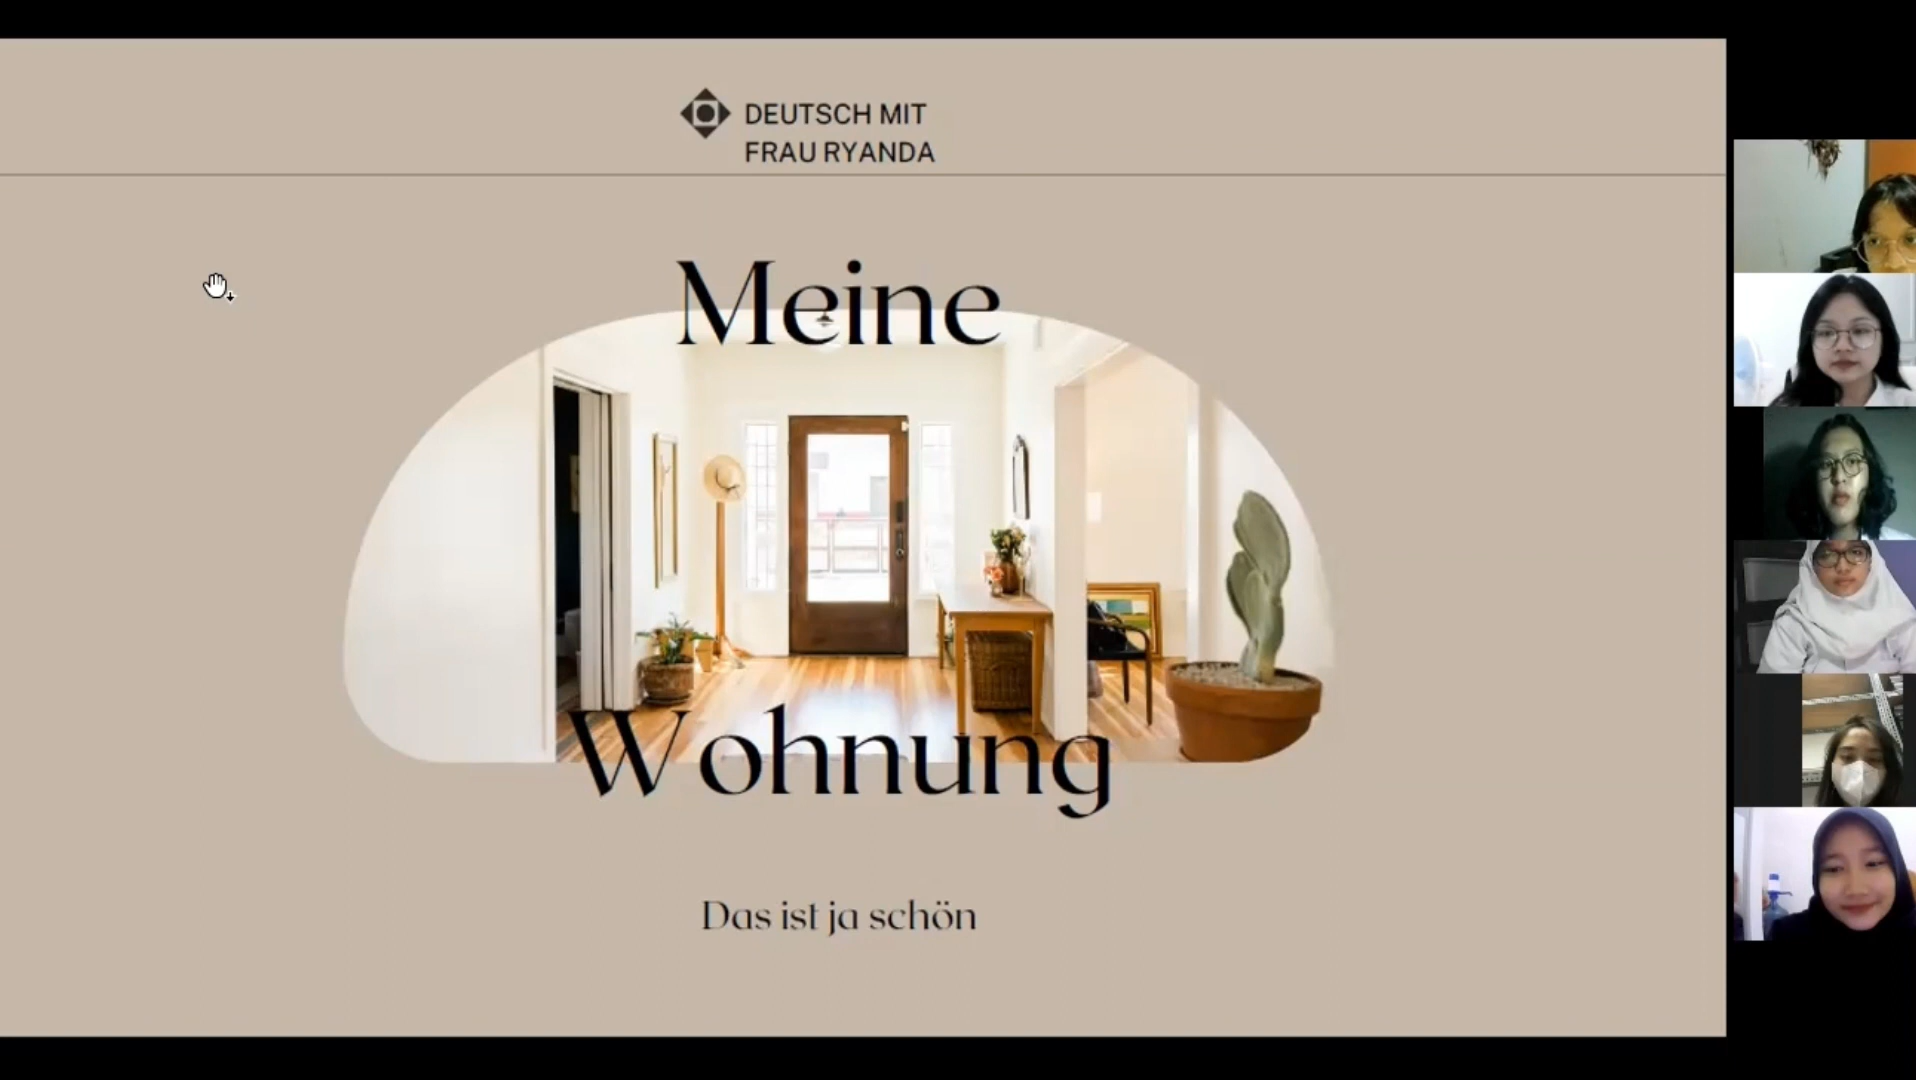 DEUTSCH MIT
FRAU RYANDA
Meine
Wohnung
Das ist ja schön